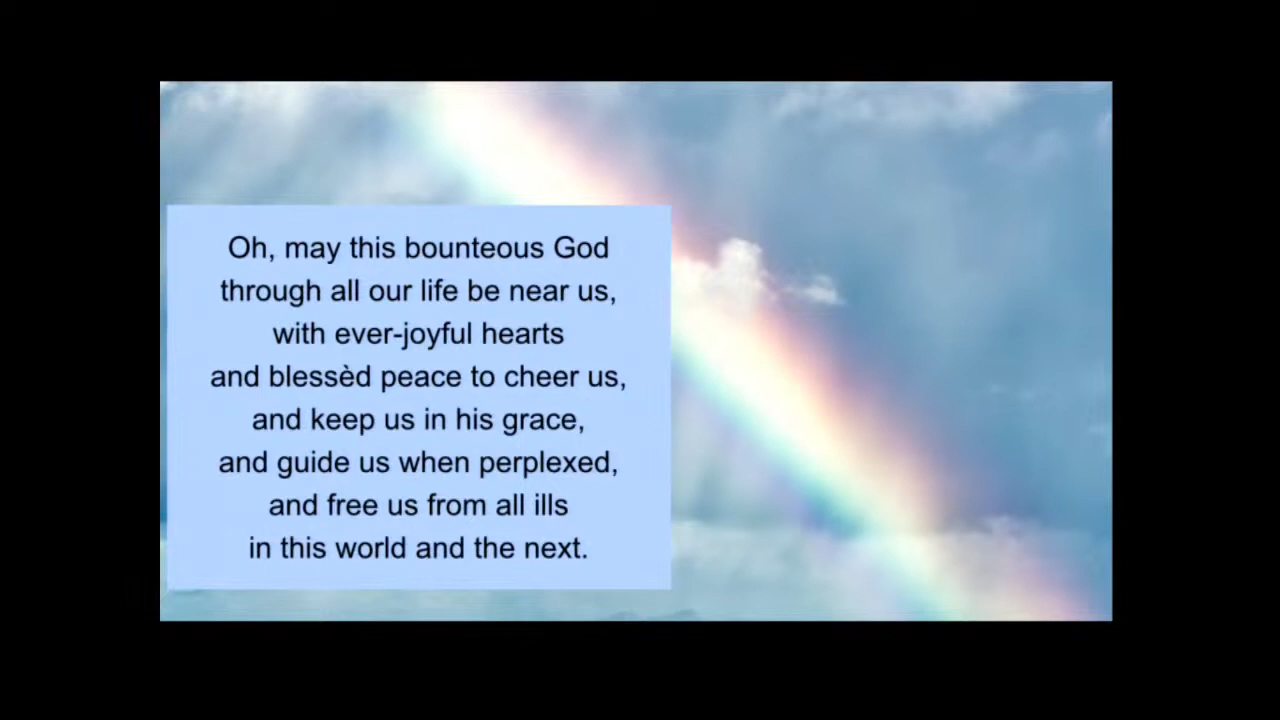 Oh, may this bounteous God
through all our life be near us,
with ever-joyful hearts
and blessèd peace to cheer us,
and keep us in his grace,
and guide us when perplexed,
and free us from all ills
in this world and the next.